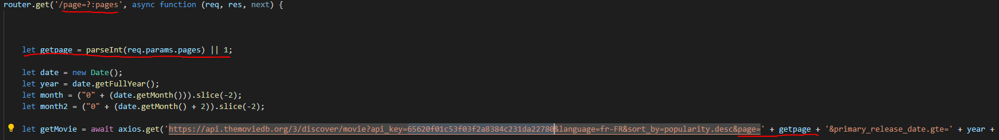 router.get('/page=?:pages', async function (req, res, next) {
let getpage = parseInt(req.params.pages) || 1;
let date = new Date();
let year = date.getFullYear();
let month = ("0" + (date.getMonth())).slice(-2);
let month2 = ("0" + (date.getMonth() + 2)).slice(-2);
let getMovie = await axios.get('https://api.themoviedb.org/3/discover/movie?api_key=65620f01c53f03f2a8384c231da22780&language=fr-FR&sort_by=popularity.desc&page=' + getpage + '&primary_release_date.gte=' + year +